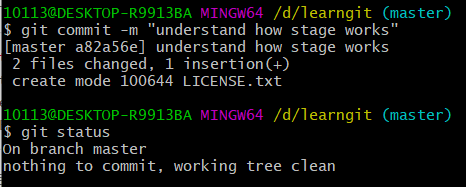 10113@DESKTOP-R9913BA MINGW64 /d/learngit (master)
$ git commit -m "understand how stage works"
[master a82a56e] understand how stage works
 2 files changed, 1 insertion(+)
 create mode 100644 LICENSE.txt
10113@DESKTOP-R9913BA MINGW64 /d/learngit (master)
$ git status
On branch master
nothing to commit, working tree clean